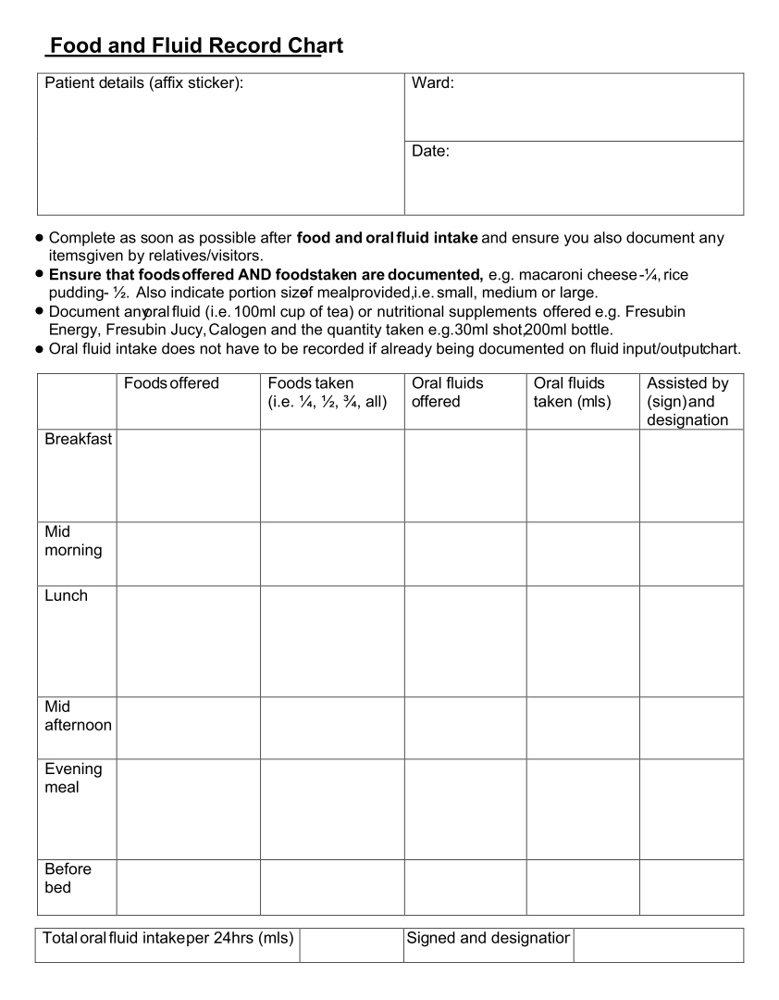 Food and Fluid Record Chart
Patient details (affix sticker):
Ward:
Date:
● Complete as soon as possible after food and oral fluid intake and ensure you also document any
itemsgiven by relatives/visitors.
● Ensure that foods offered AND foodstaken are documented, e.g. macaroni cheese -¼, rice
pudding- ½. Also indicate portion sizeof mealprovided,i.e. small, medium or large.
● Document anyoral fluid (i.e. 100ml cup of tea) or nutritional supplements offered e.g. Fresubin
Energy, Fresubin Jucy, Calogen and the quantity taken e.g.30ml shot,200ml bottle.
● Oral fluid intake does not have to be recorded if already being documented on fluid input/outputchart.
Foods offered
Foods taken
(i.e. ¼, ½, ¾, all)
Oral fluids
offered
Oral fluids
taken (mls)
Assisted by
(sign) and
designation
Breakfast
Mid
morning
Lunch
Mid
afternoon
Evening
meal
Before
bed
Total oral fluid intakeper 24hrs (mls)
Signed and designatior